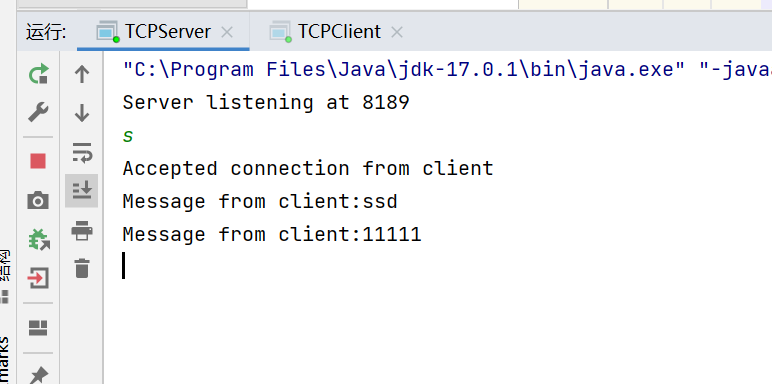 运行: TCPServer TCPClient
"C:\Program Files\Java\jdk-17.0.1\bin\java.exe" "-java
Server listening at 8189
s
Accepted connection from client
Message from client:ssd
Message from client:11111
结构
marks